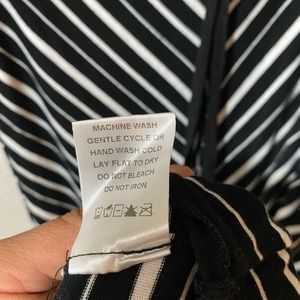 MACHINE WASH
GENTLE CYCLE OR
HAND WASH COLD
LAY FLAT TO DRY
DO NOT BLEACH
DO NOT IRON